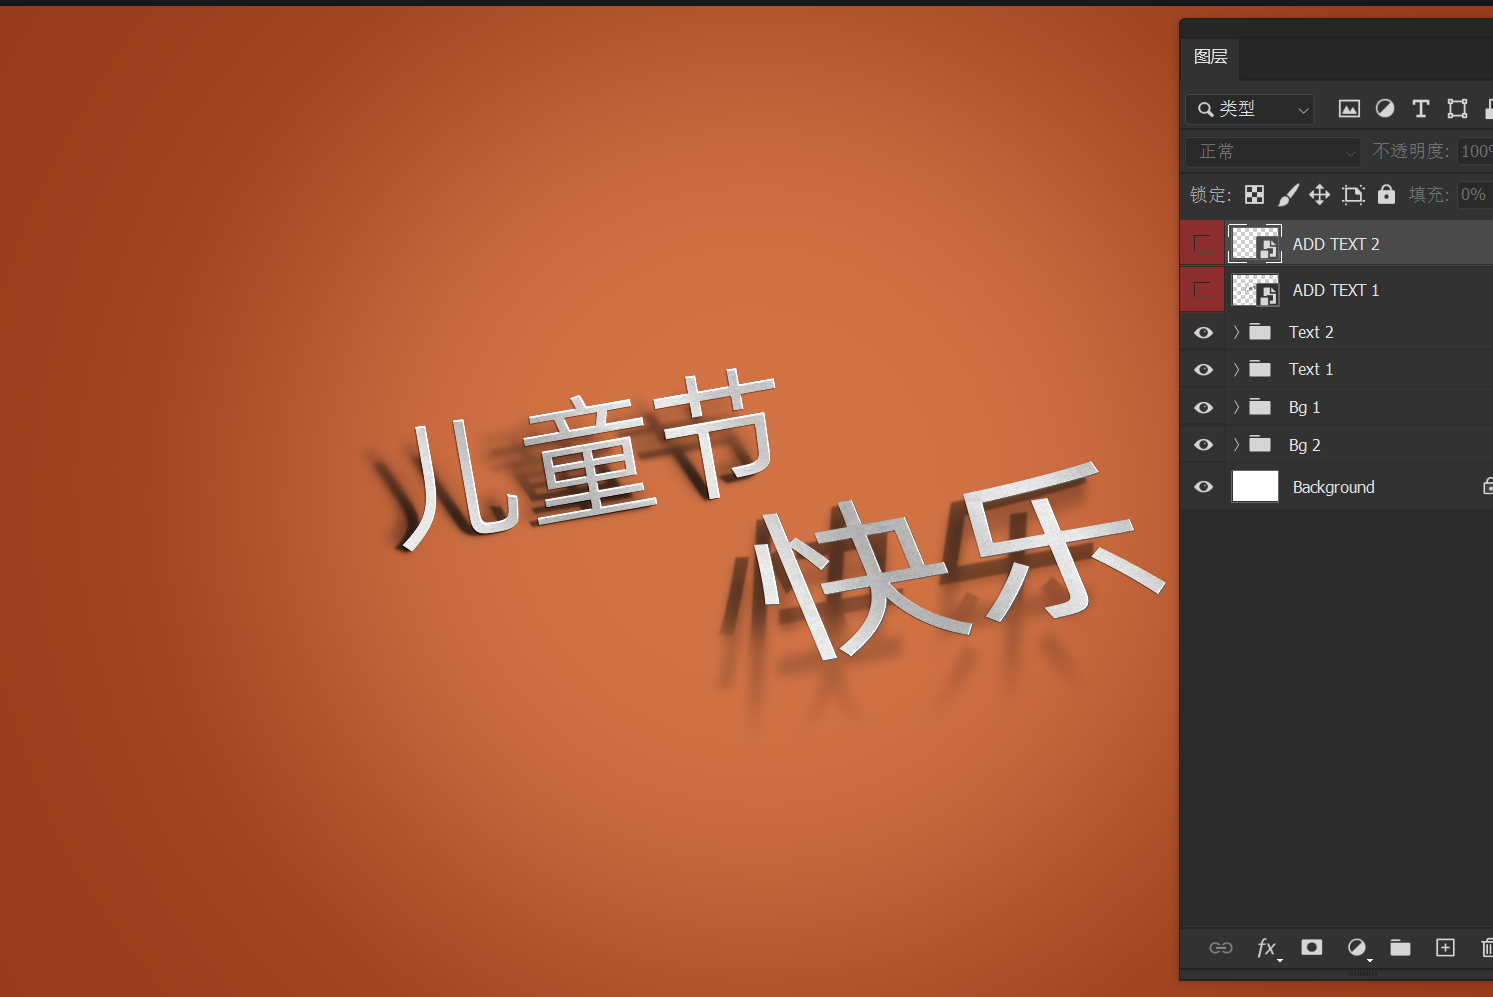 图层
类型
正常 不透明度: 100%
锁定: 填充: 0%
ADD TEXT 2
ADD TEXT 1
Text 2
Text 1
Bg 1
Bg 2
Background
fx
儿童节
快乐